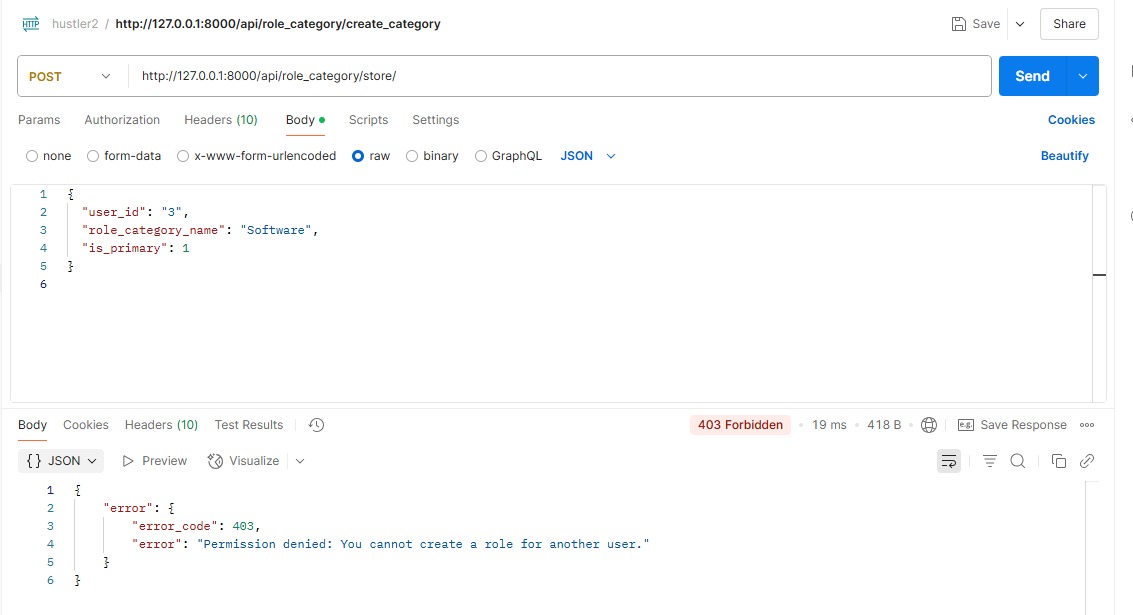 HTTP hustler2 / http://127.0.0.1:8000/api/role_category/create_category Save Share
POST http://127.0.0.1:8000/api/role_category/store/ Send
Params Authorization Headers (10) Body Scripts Settings Cookies
none form-data x-www-form-urlencoded raw binary GraphQL JSON Beautify
1 {
2 "user_id": "3",
3 "role_category_name": "Software",
4 "is_primary": 1
5 }
6
Body Cookies Headers (10) Test Results 403 Forbidden 19 ms 418 B e.g. Save Response
{} JSON Preview Visualize
1 {
2 "error": {
3 "error_code": 403,
4 "error": "Permission denied: You cannot create a role for another user."
5 }
6 }